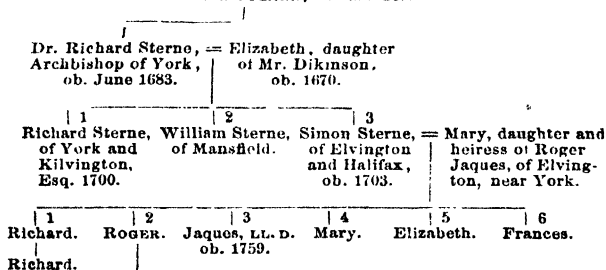 Dr. Richard Sterne, = Elizabeth, daughter
Archbishop of York, of Mr. Dikinson.
ob. June 1683. ob. 1670.
1 2 3
Richard Sterne, William Sterne, Simon Sterne, = Mary, daughter and
of York and of Mansfield. of Elvington heiress of Roger
Kilvington, and Halifax, Jaques, of Elving-
Esq. 1700. ob. 1703. ton, near York.
1 2 3 4 5 6
Richard. ROGER. Jaques, LL. D. Mary. Elizabeth. Frances.
ob. 1759.
Richard.